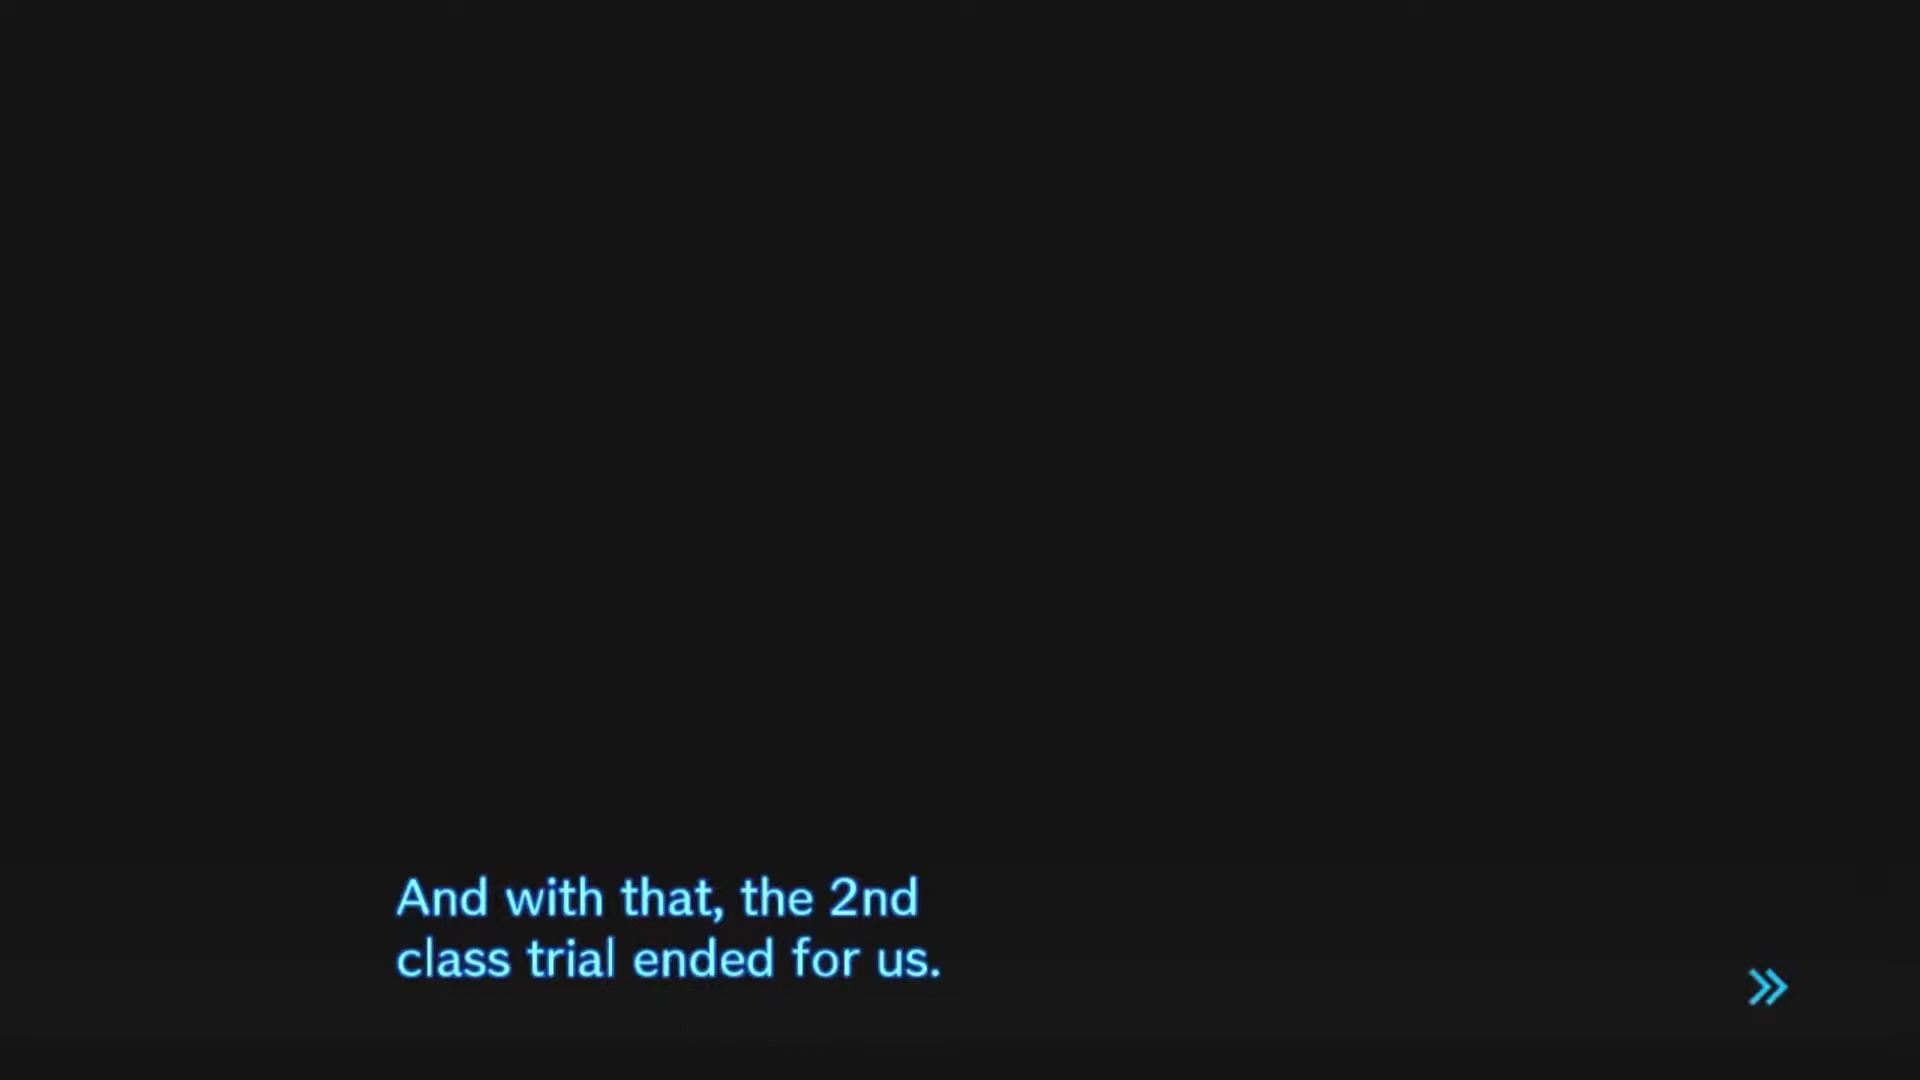 And with that, the 2nd
class trial ended for us.